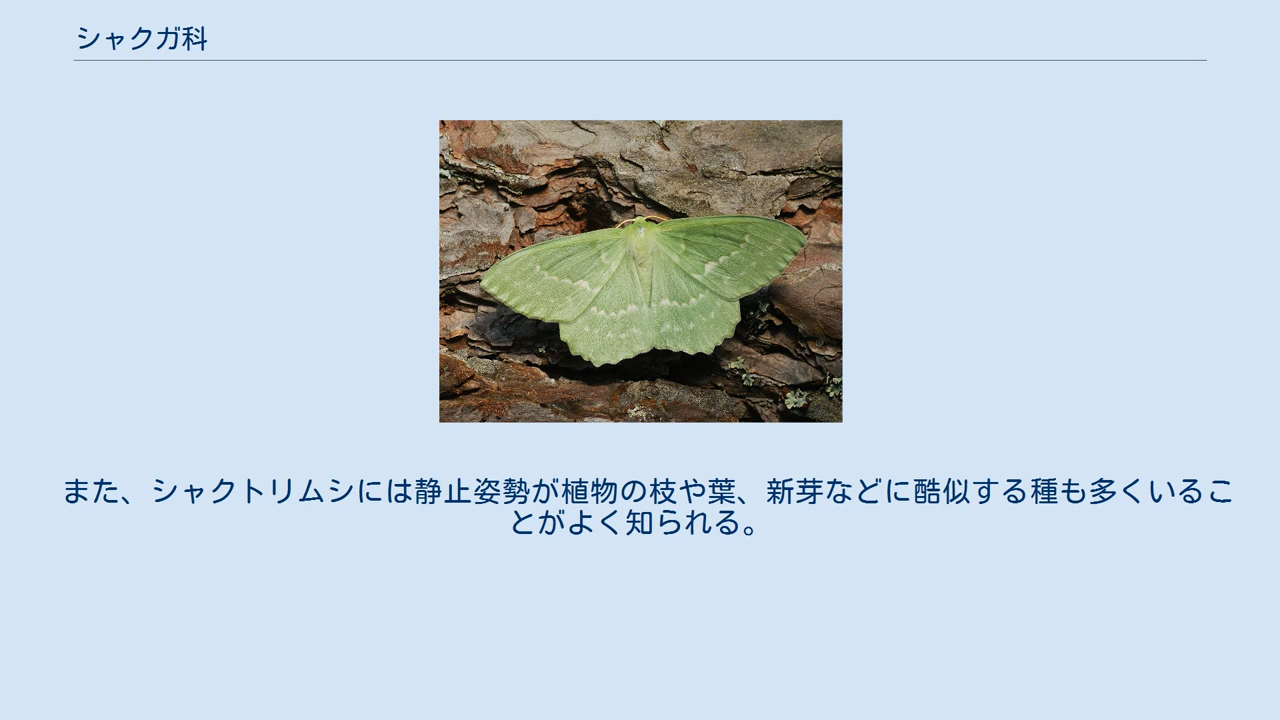 シャクガ科
また、シャクトリムシには静止姿勢が植物の枝や葉、新芽などに酷似する種も多くいるこ
とがよく知られる。